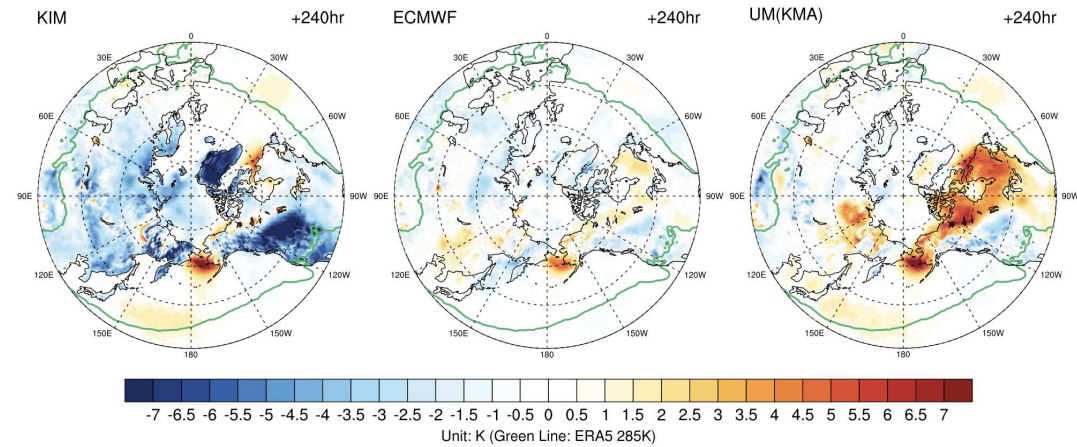 KIM +240hr ECMWF +240hr UM(KMA) +240hr
0 0 0
30E 30W 30E 30W 30E 30W
60E 60W 60E 60W 60E 60W
90E 90W 90E 90W 90E 90W
120E 120W 120E 120W 120E 120W
150E 150W 150E 150W 150E 150W
180 180 180
-7 -6.5 -6 -5.5 -5 -4.5 -4 -3.5 -3 -2.5 -2 -1.5 -1 -0.5 0 0.5 1 1.5 2 2.5 3 3.5 4 4.5 5 5.5 6 6.5 7
Unit: K (Green Line: ERA5 285K)